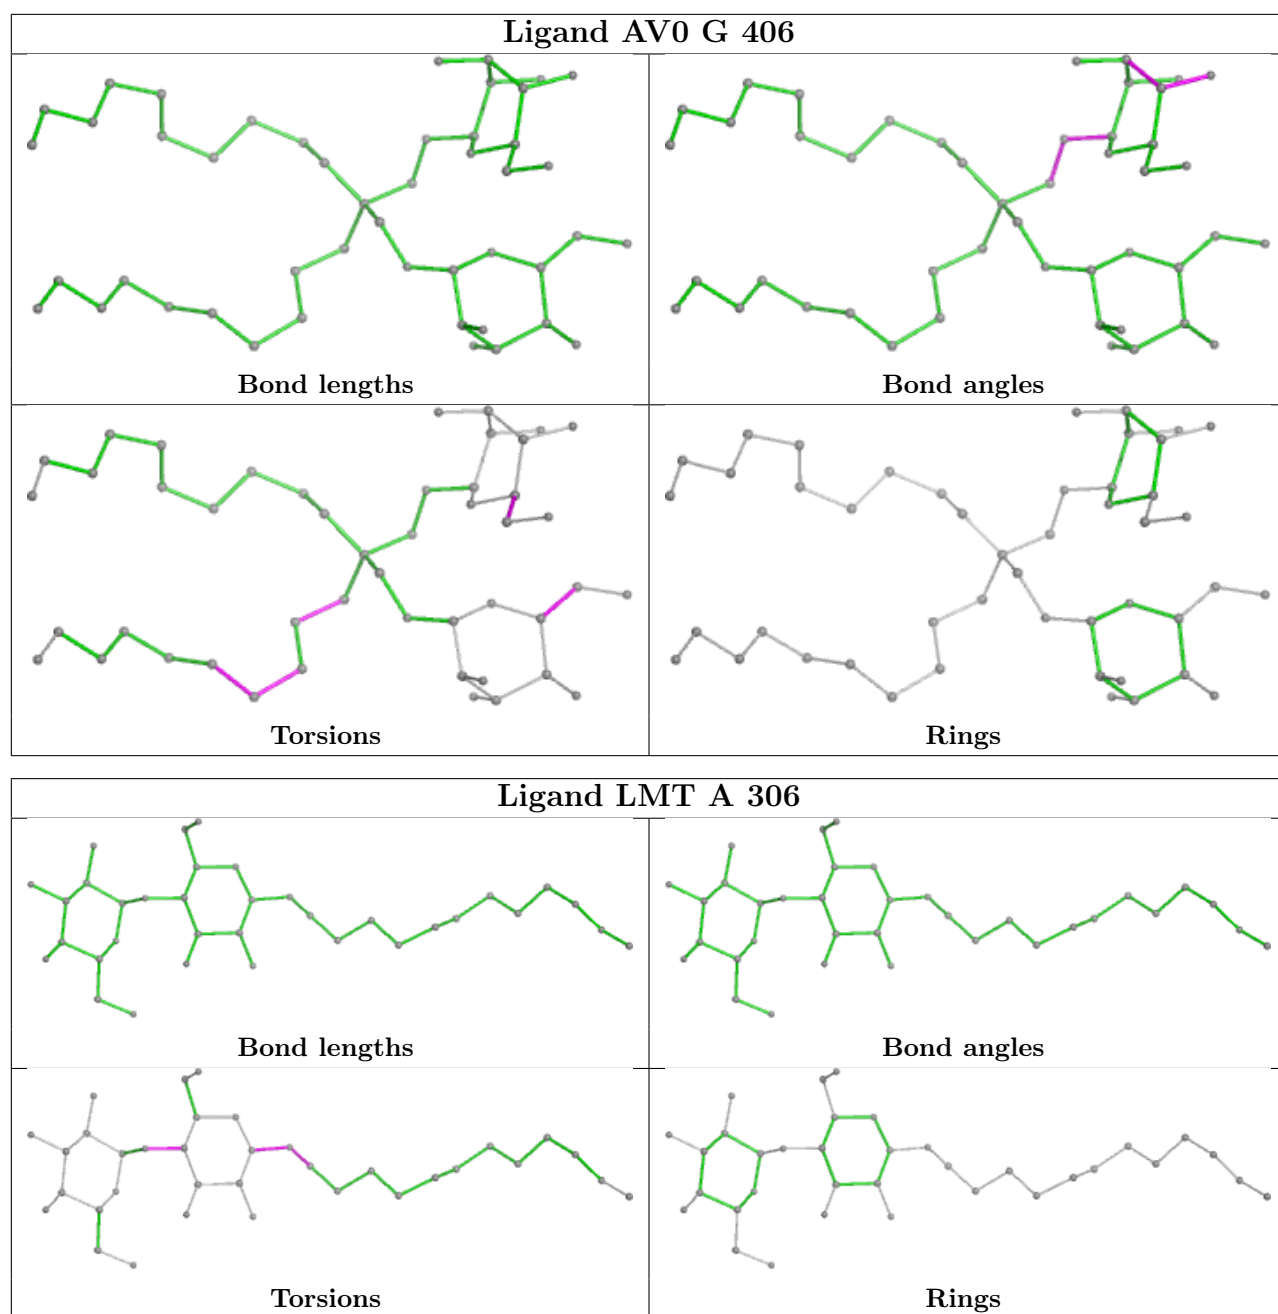 Ligand AV0 G 406
Bond lengths
Bond angles
Torsions
Rings
Ligand LMT A 306
Bond lengths
Bond angles
Torsions
Rings